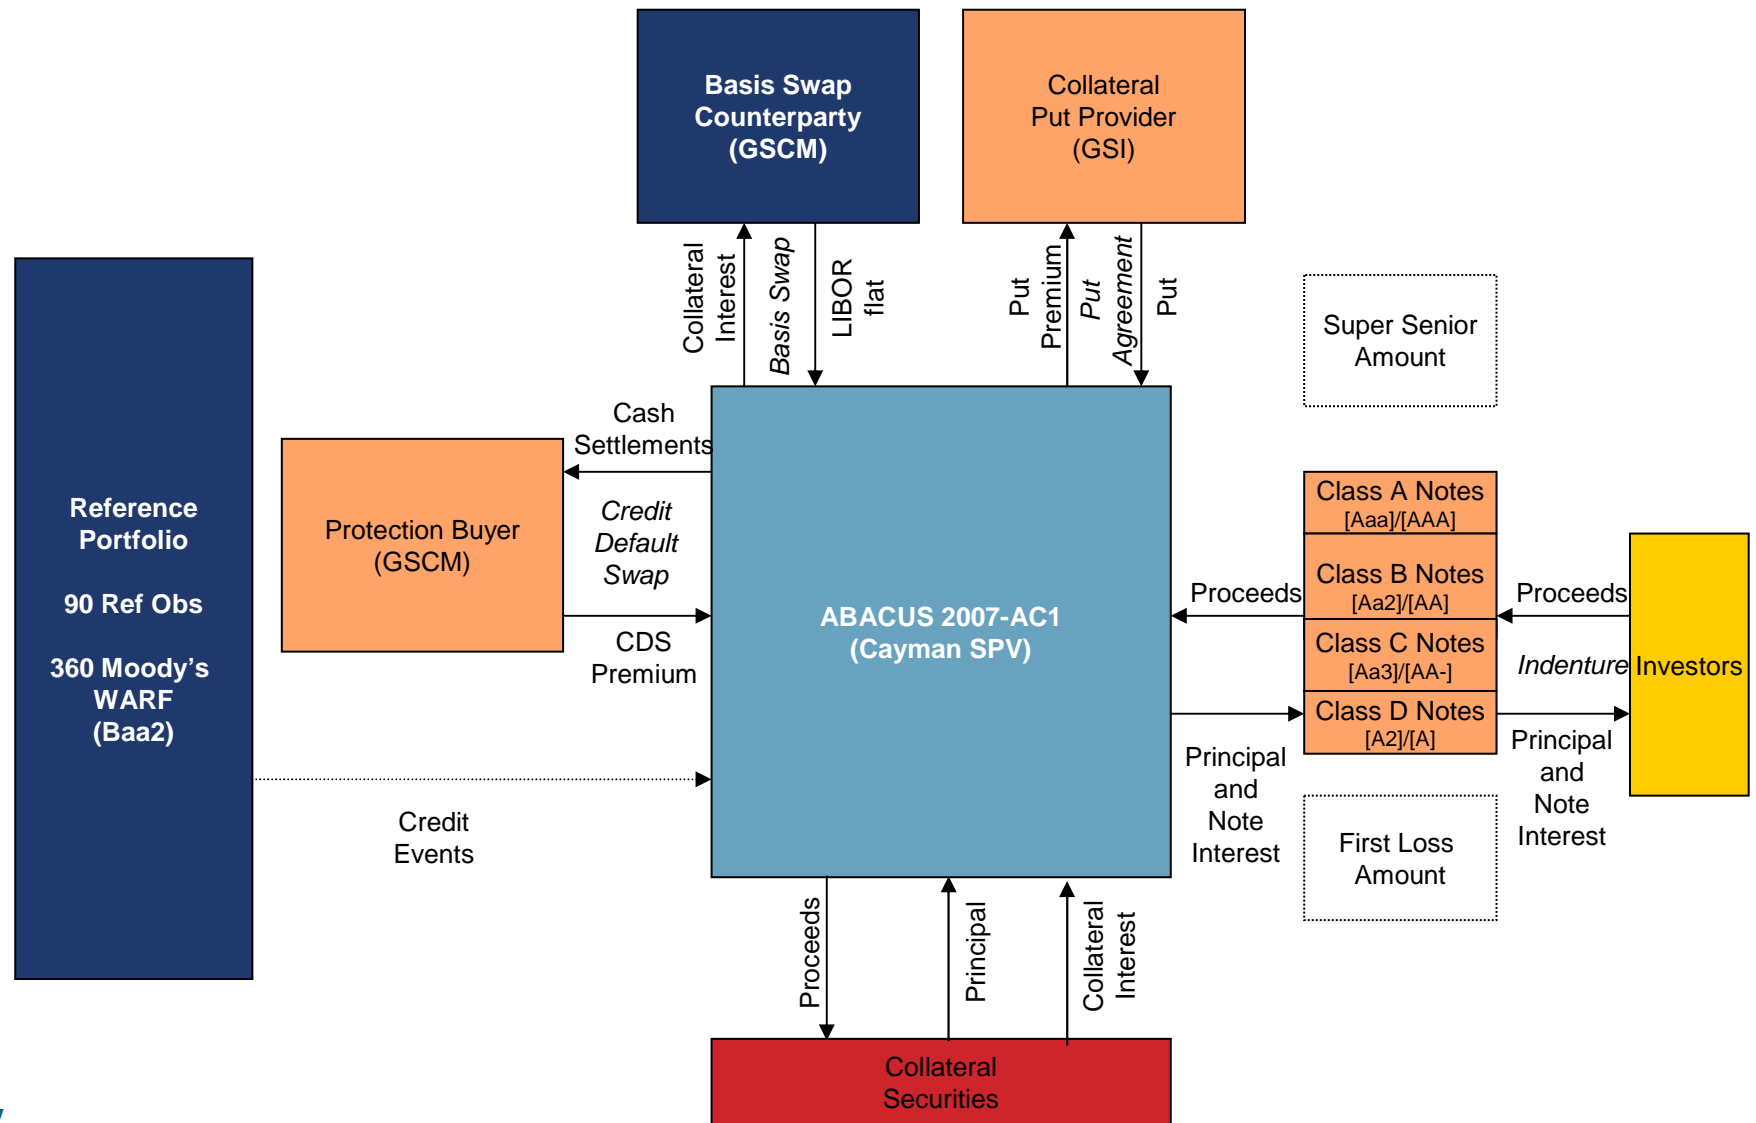 Basis Swap
Counterparty
(GSCM)
Collateral
Put Provider
(GSI)
Collateral
Interest
Basis Swap
LIBOR
flat
Put
Premium
Put
Agreement
Put
Super Senior
Amount
Reference
Portfolio
90 Ref Obs
360 Moody's
WARF
(Baa2)
Protection Buyer
(GSCM)
Cash
Settlements
Credit
Default
Swap
CDS
Premium
Credit
Events
ABACUS 2007-AC1
(Cayman SPV)
Proceeds
Principal
and
Note
Interest
Class A Notes
[Aaa]/[AAA]
Class B Notes
[Aa2]/[AA]
Class C Notes
[Aa3]/[AA-]
Class D Notes
[A2]/[A]
Proceeds
Indenture
Principal
and
Note
Interest
Investors
First Loss
Amount
Proceeds
Principal
Collateral
Interest
Collateral
Securities